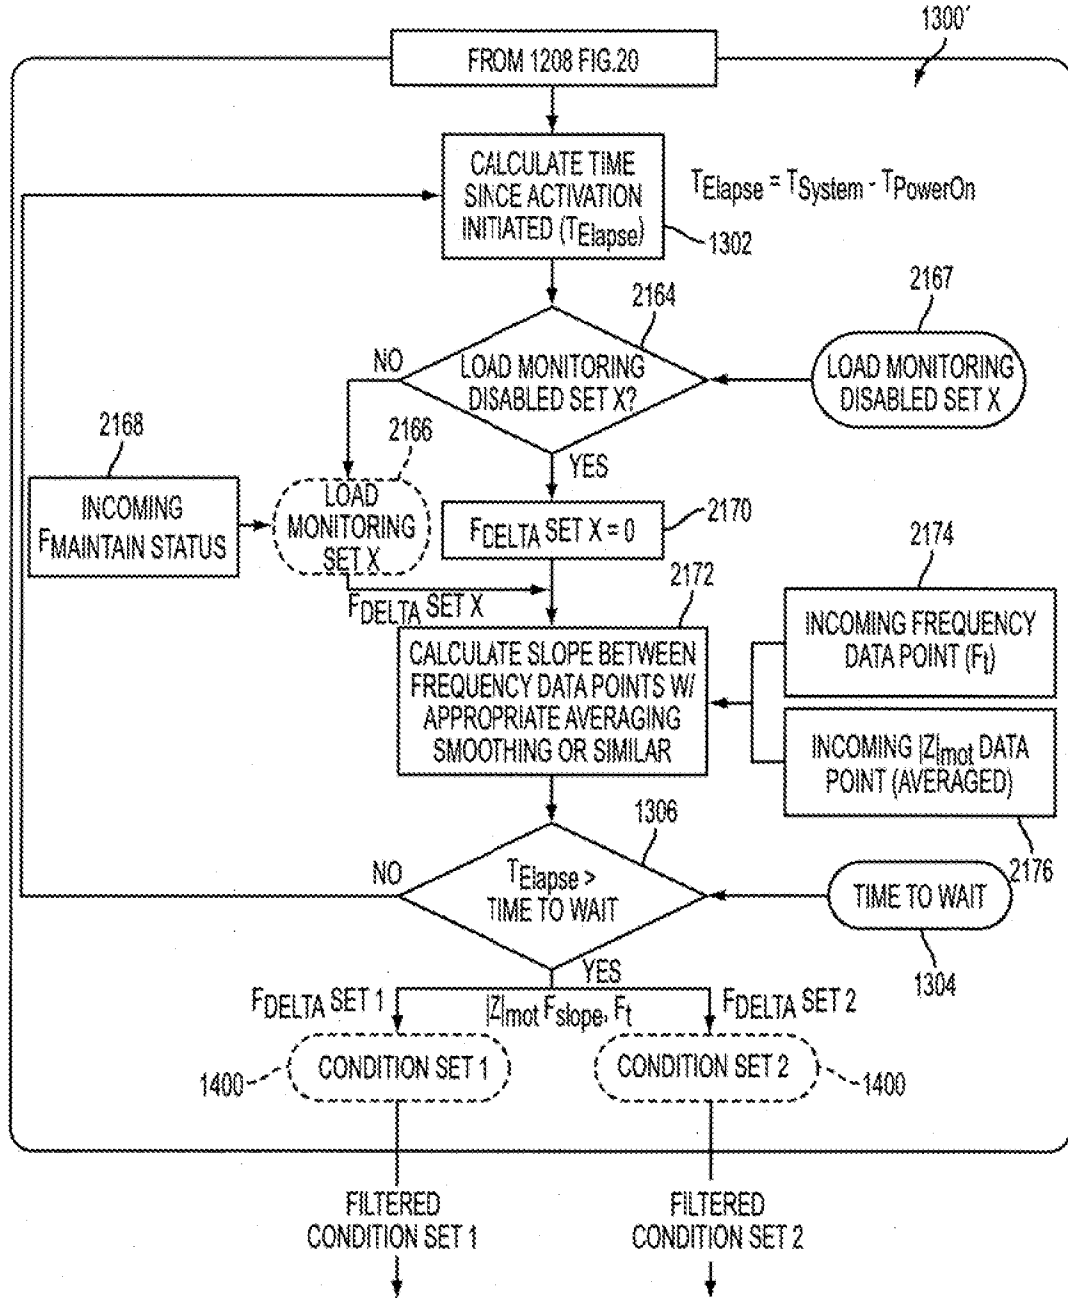 1300'
FROM 1208 FIG.20
CALCULATE TIME
SINCE ACTIVATION
INITIATED (TElapse)
TElapse = TSystem - TPowerOn
1302
2164
2167
NO
LOAD MONITORING
DISABLED SET X?
LOAD MONITORING
DISABLED SET X
2168
2166
YES
INCOMING
FMAINTAIN STATUS
LOAD
MONITORING
SET X
FDELTA SET X = 0
2170
2174
FDELTA SET X
2172
CALCULATE SLOPE BETWEEN
FREQUENCY DATA POINTS W/
APPROPRIATE AVERAGING
SMOOTHING OR SIMILAR
INCOMING FREQUENCY
DATA POINT (Ft)
INCOMING |Z|mot DATA
POINT (AVERAGED)
2176
1306
NO
TElapse >
TIME TO WAIT
TIME TO WAIT
1304
YES
FDELTA SET 1
|Z|mot Fslope, Ft
FDELTA SET 2
1400
CONDITION SET 1
CONDITION SET 2
1400
FILTERED
CONDITION SET 1
FILTERED
CONDITION SET 2